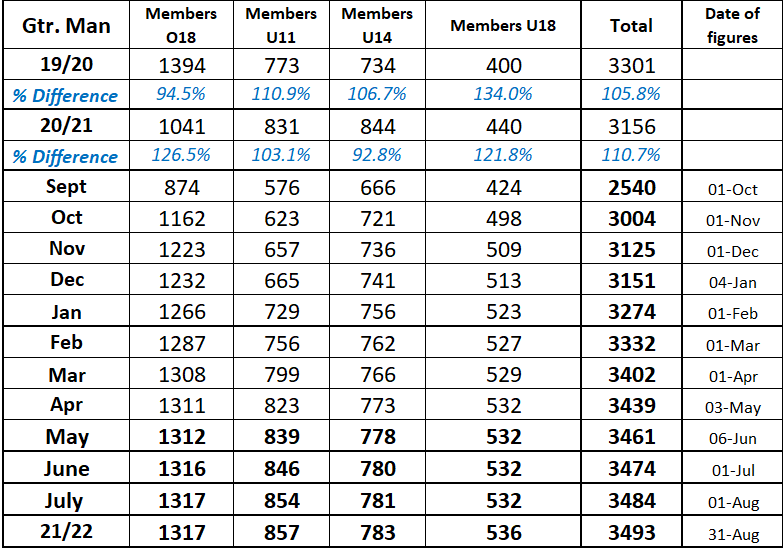 Gtr. Man Members O18 Members U11 Members U14 Members U18 Total Date of figures
19/20 1394 773 734 400 3301
% Difference 94.5% 110.9% 106.7% 134.0% 105.8%
20/21 1041 831 844 440 3156
% Difference 126.5% 103.1% 92.8% 121.8% 110.7%
Sept 874 576 666 424 2540 01-Oct
Oct 1162 623 721 498 3004 01-Nov
Nov 1223 657 736 509 3125 01-Dec
Dec 1232 665 741 513 3151 04-Jan
Jan 1266 729 756 523 3274 01-Feb
Feb 1287 756 762 527 3332 01-Mar
Mar 1308 799 766 529 3402 01-Apr
Apr 1311 823 773 532 3439 03-May
May 1312 839 778 532 3461 06-Jun
June 1316 846 780 532 3474 01-Jul
July 1317 854 781 532 3484 01-Aug
21/22 1317 857 783 536 3493 31-Aug